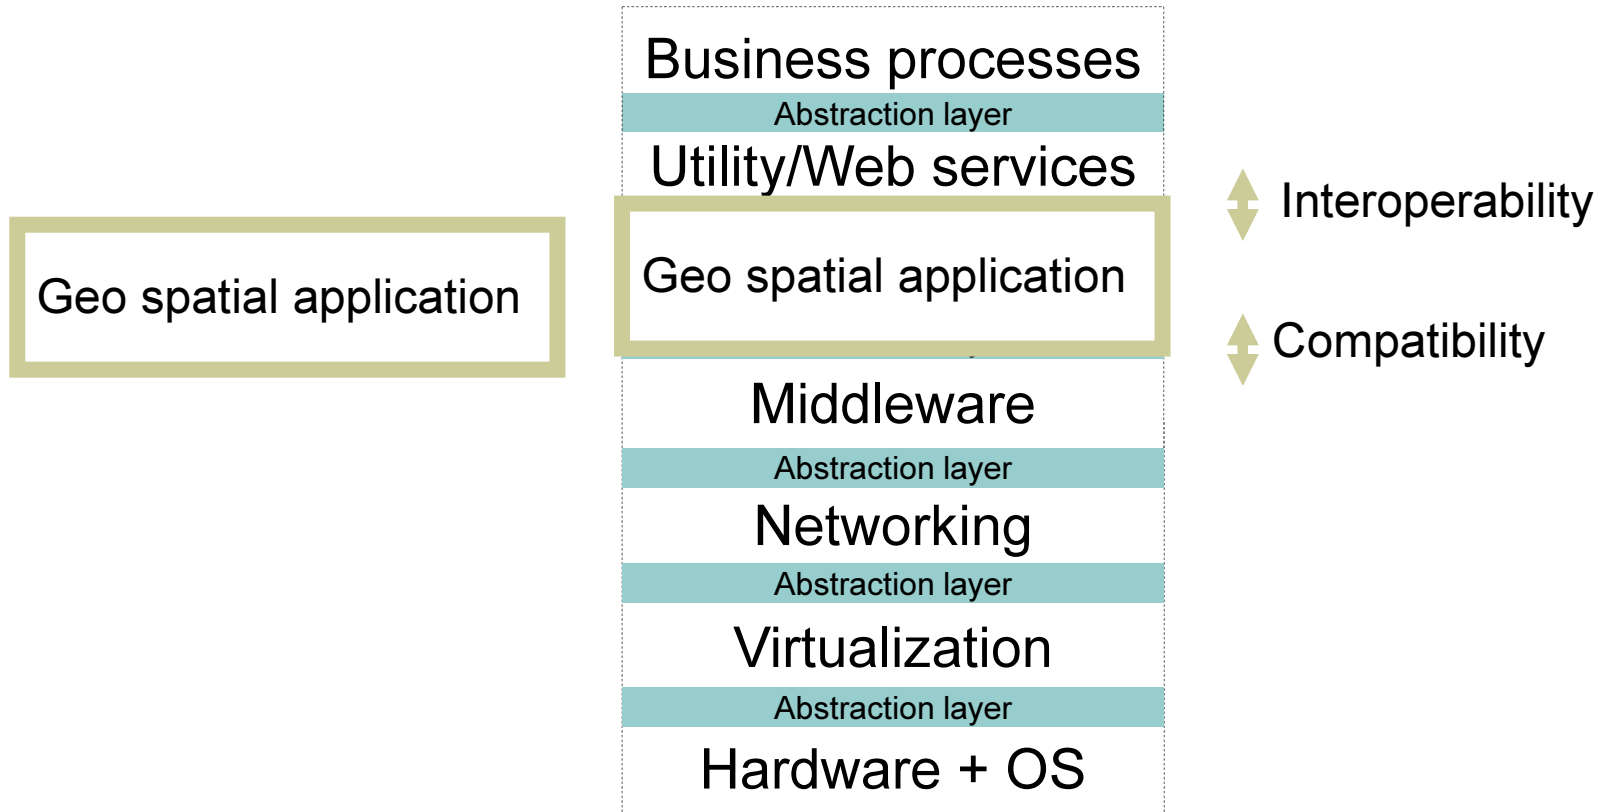 Business processes
Abstraction layer
Utility/Web services
Interoperability
Geo spatial application
Geo spatial application
Compatibility
Middleware
Abstraction layer
Networking
Abstraction layer
Virtualization
Abstraction layer
Hardware + OS